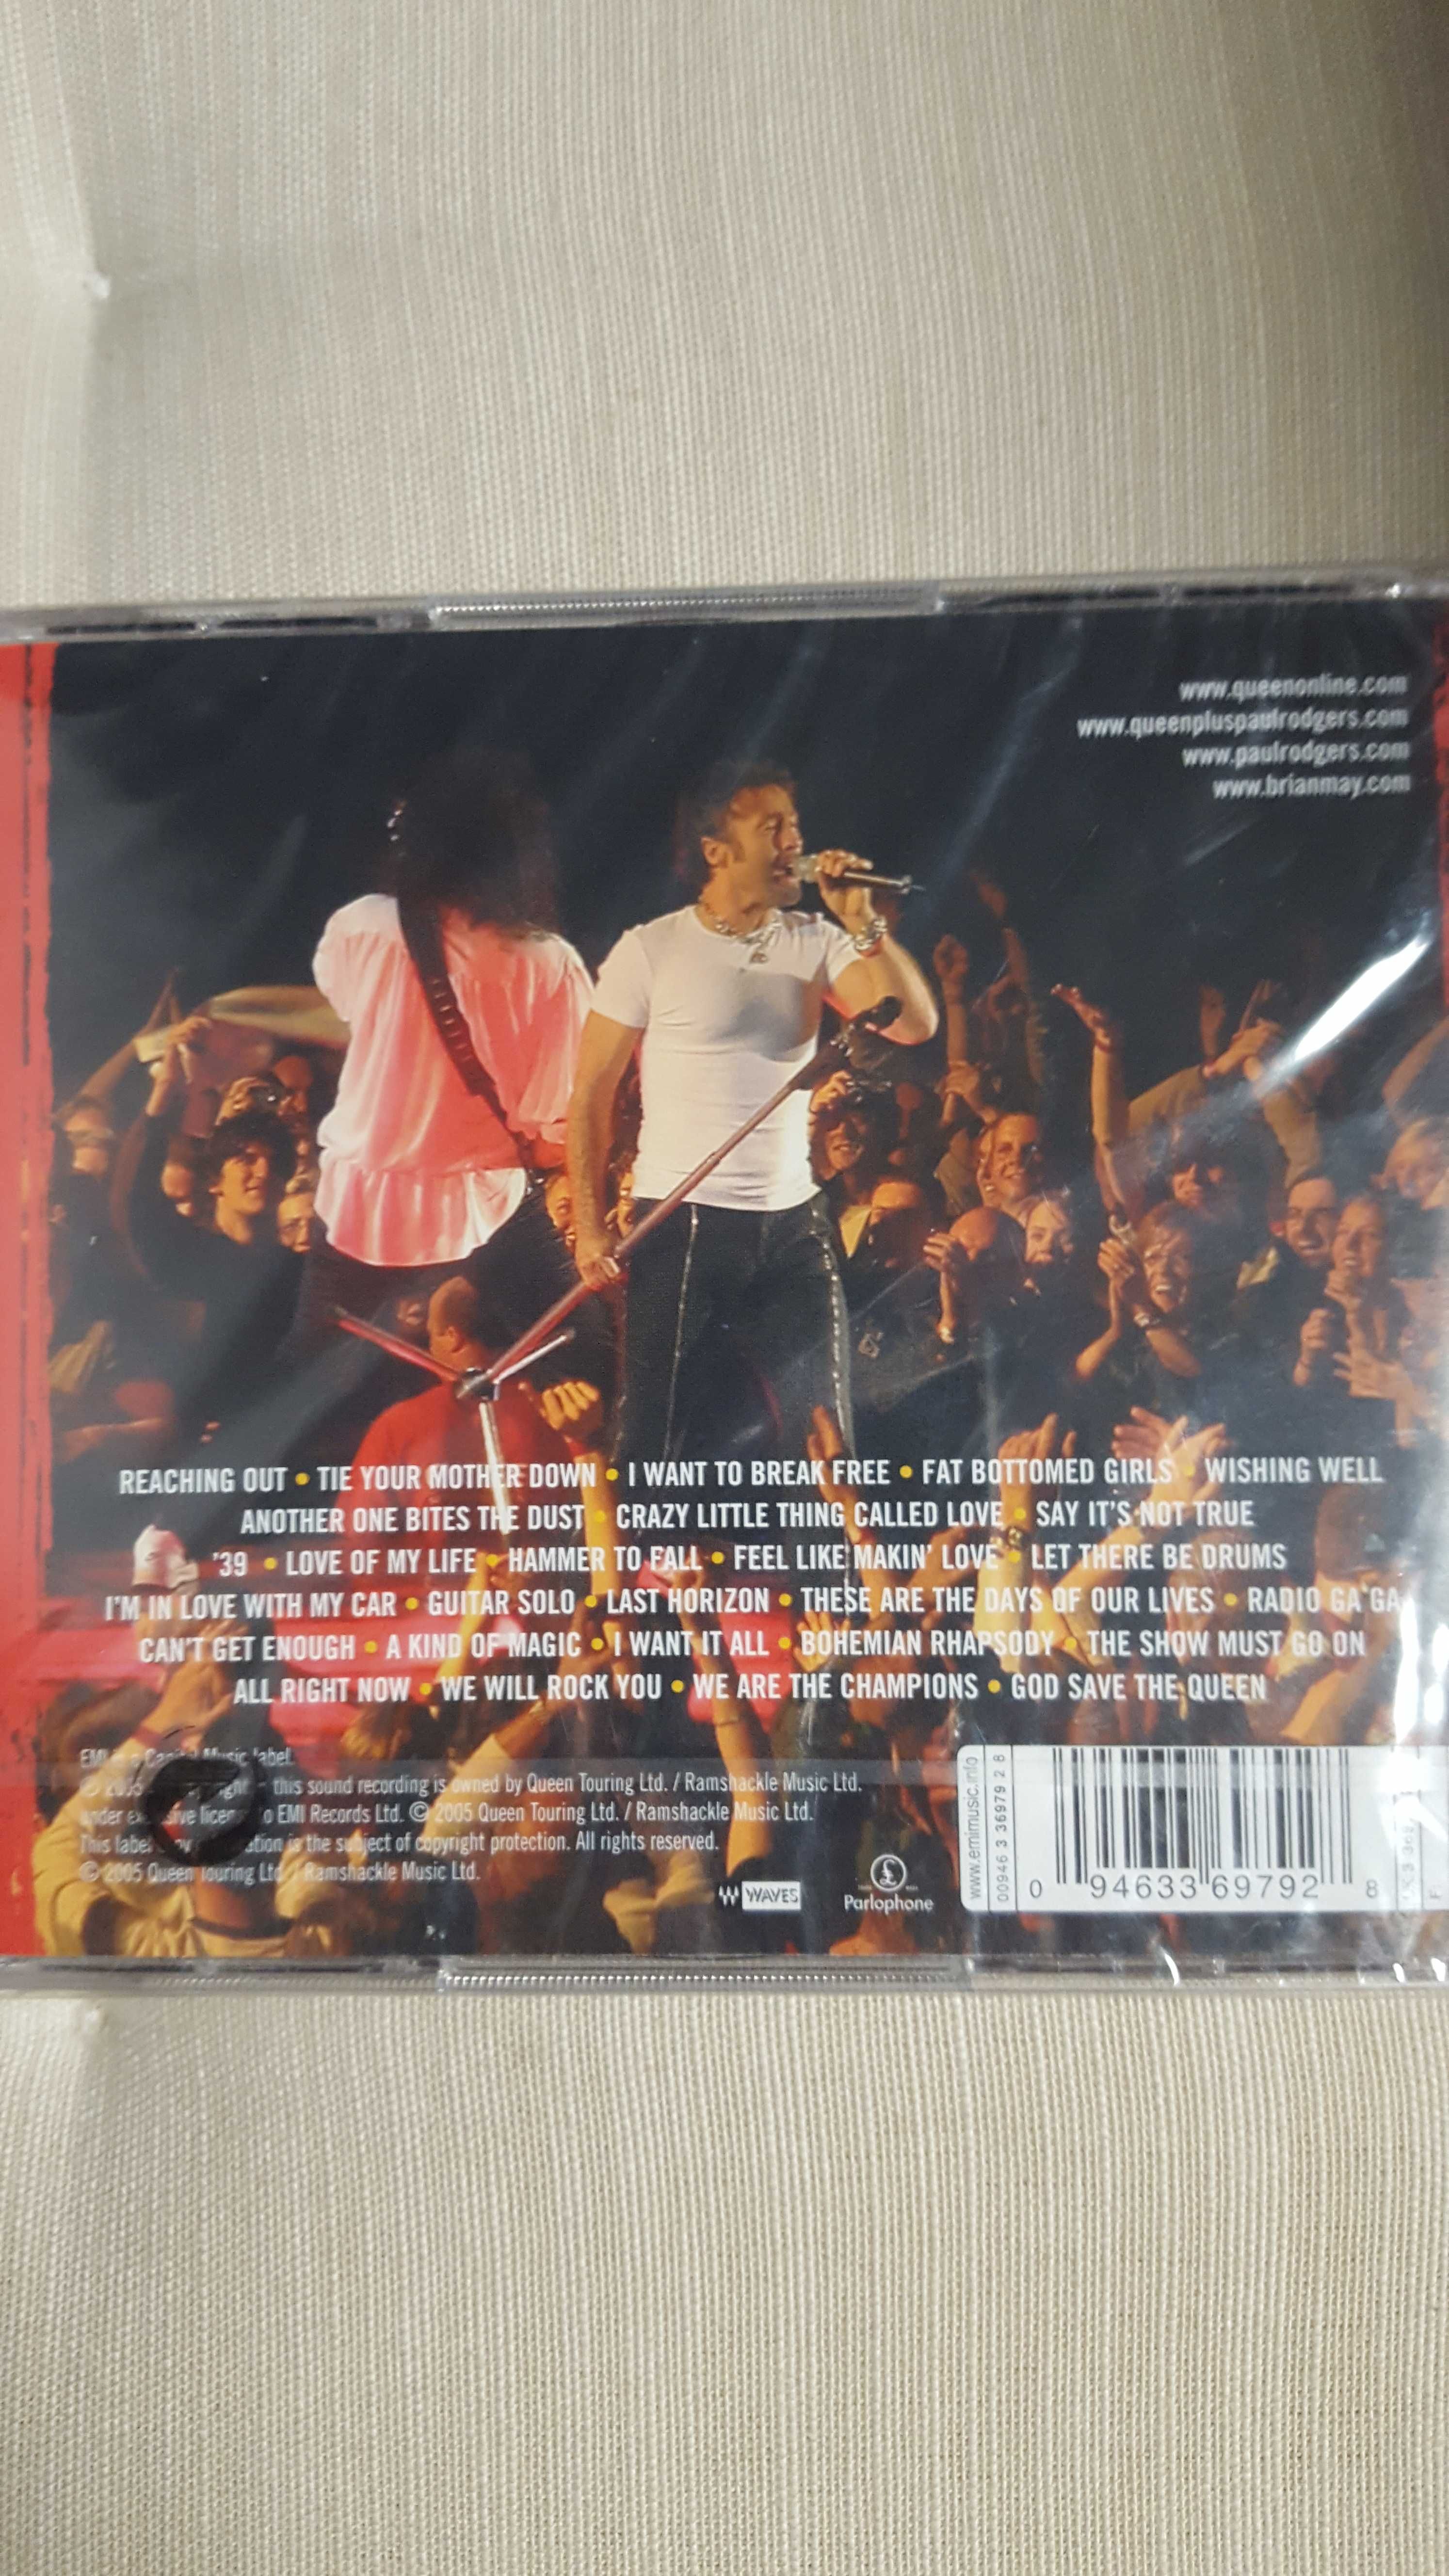 www.queenonline.com
www.queenpluspaulrodgers.com
www.paulrodgers.com
www.brianmay.com
REACHING OUT • TIE YOUR MOTHER DOWN • I WANT TO BREAK FREE • FAT BOTTOMED GIRLS • WISHING WELL
ANOTHER ONE BITES THE DUST • CRAZY LITTLE THING CALLED LOVE • SAY IT'S NOT TRUE
'39 • LOVE OF MY LIFE • HAMMER TO FALL • FEEL LIKE MAKIN' LOVE • LET THERE BE DRUMS
I'M IN LOVE WITH MY CAR • GUITAR SOLO • LAST HORIZON • THESE ARE THE DAYS OF OUR LIVES • RADIO GA GA
CAN'T GET ENOUGH • A KIND OF MAGIC • I WANT IT ALL • BOHEMIAN RHAPSODY • THE SHOW MUST GO ON
ALL RIGHT NOW • WE WILL ROCK YOU • WE ARE THE CHAMPIONS • GOD SAVE THE QUEEN
EMI Music label.
2005 this sound recording is owned by Queen Touring Ltd. / Ramshackle Music Ltd.
under to EMI Records Ltd. © 2005 Queen Touring Ltd. / Ramshackle Music Ltd.
This label is the subject of copyright protection. All rights reserved.
© 2005 Queen Touring Ltd. / Ramshackle Music Ltd.
W WAVES
£
Parlophone
www.emimusic.info
00946 3 36979 2 8
0 94633 69792 8